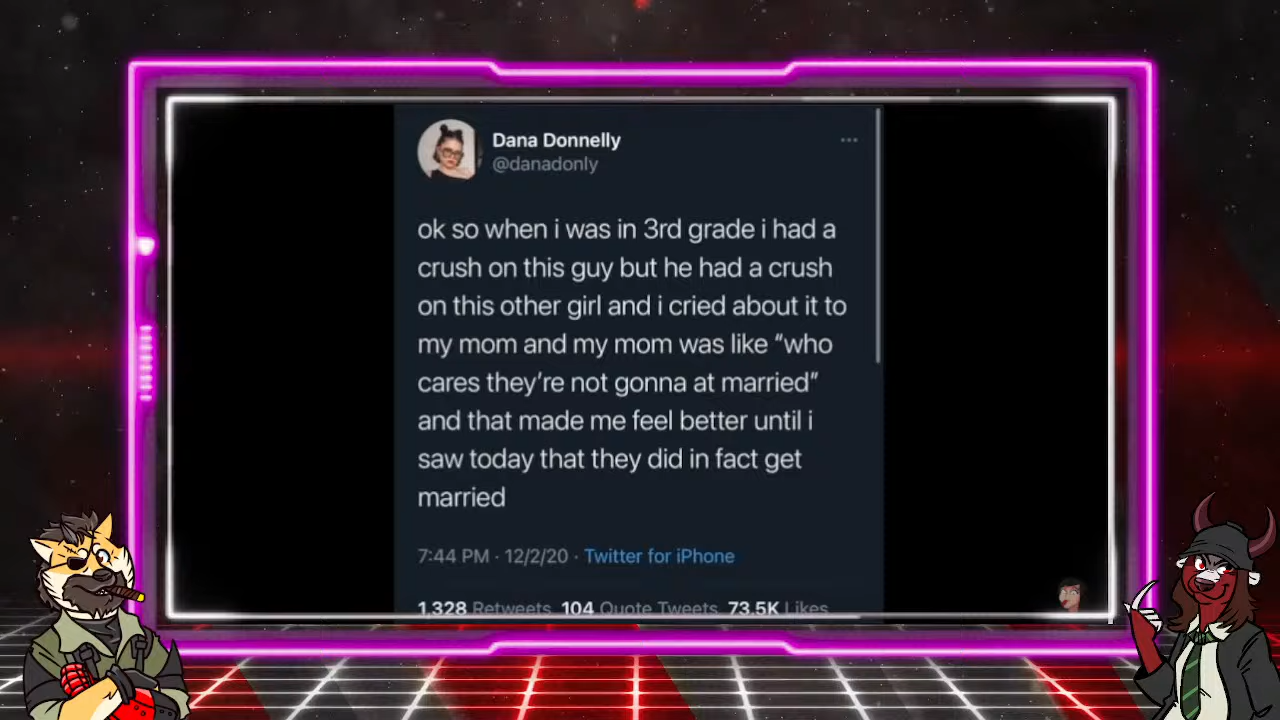 Dana Donnelly
@danadonly
ok so when i was in 3rd grade i had a
crush on this guy but he had a crush
on this other girl and i cried about it to
my mom and my mom was like “who
cares they’re not gonna at married”
and that made me feel better until i
saw today that they did in fact get
married
7:44 PM · 12/2/20 · Twitter for iPhone
1,328 Retweets 104 Quote Tweets 73.5K Likes